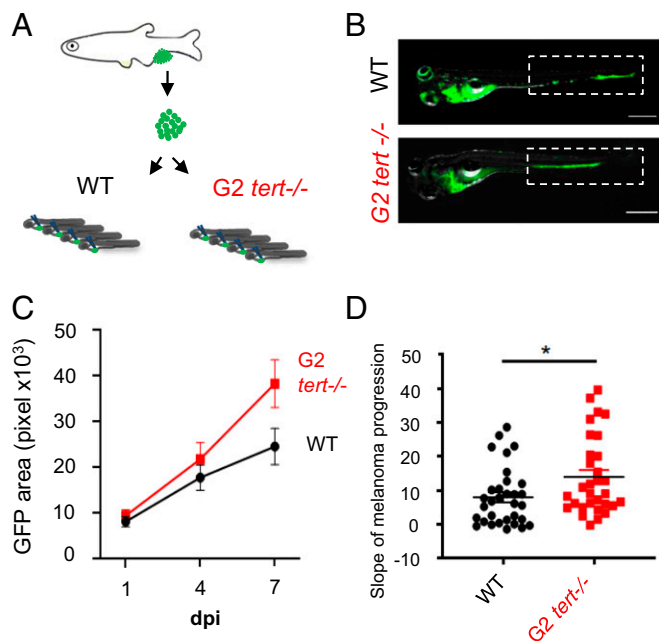 A
WT
G2 tert-/-
B
WT
G2 tert -/-
C
GFP area (pixel x10³)
50
40
30
20
10
0
G2
tert-/-
WT
1 4 7
dpi
D
Slope of melanoma progression
50
40
30
20
10
0
-10
*
WT
G2 tert-/-